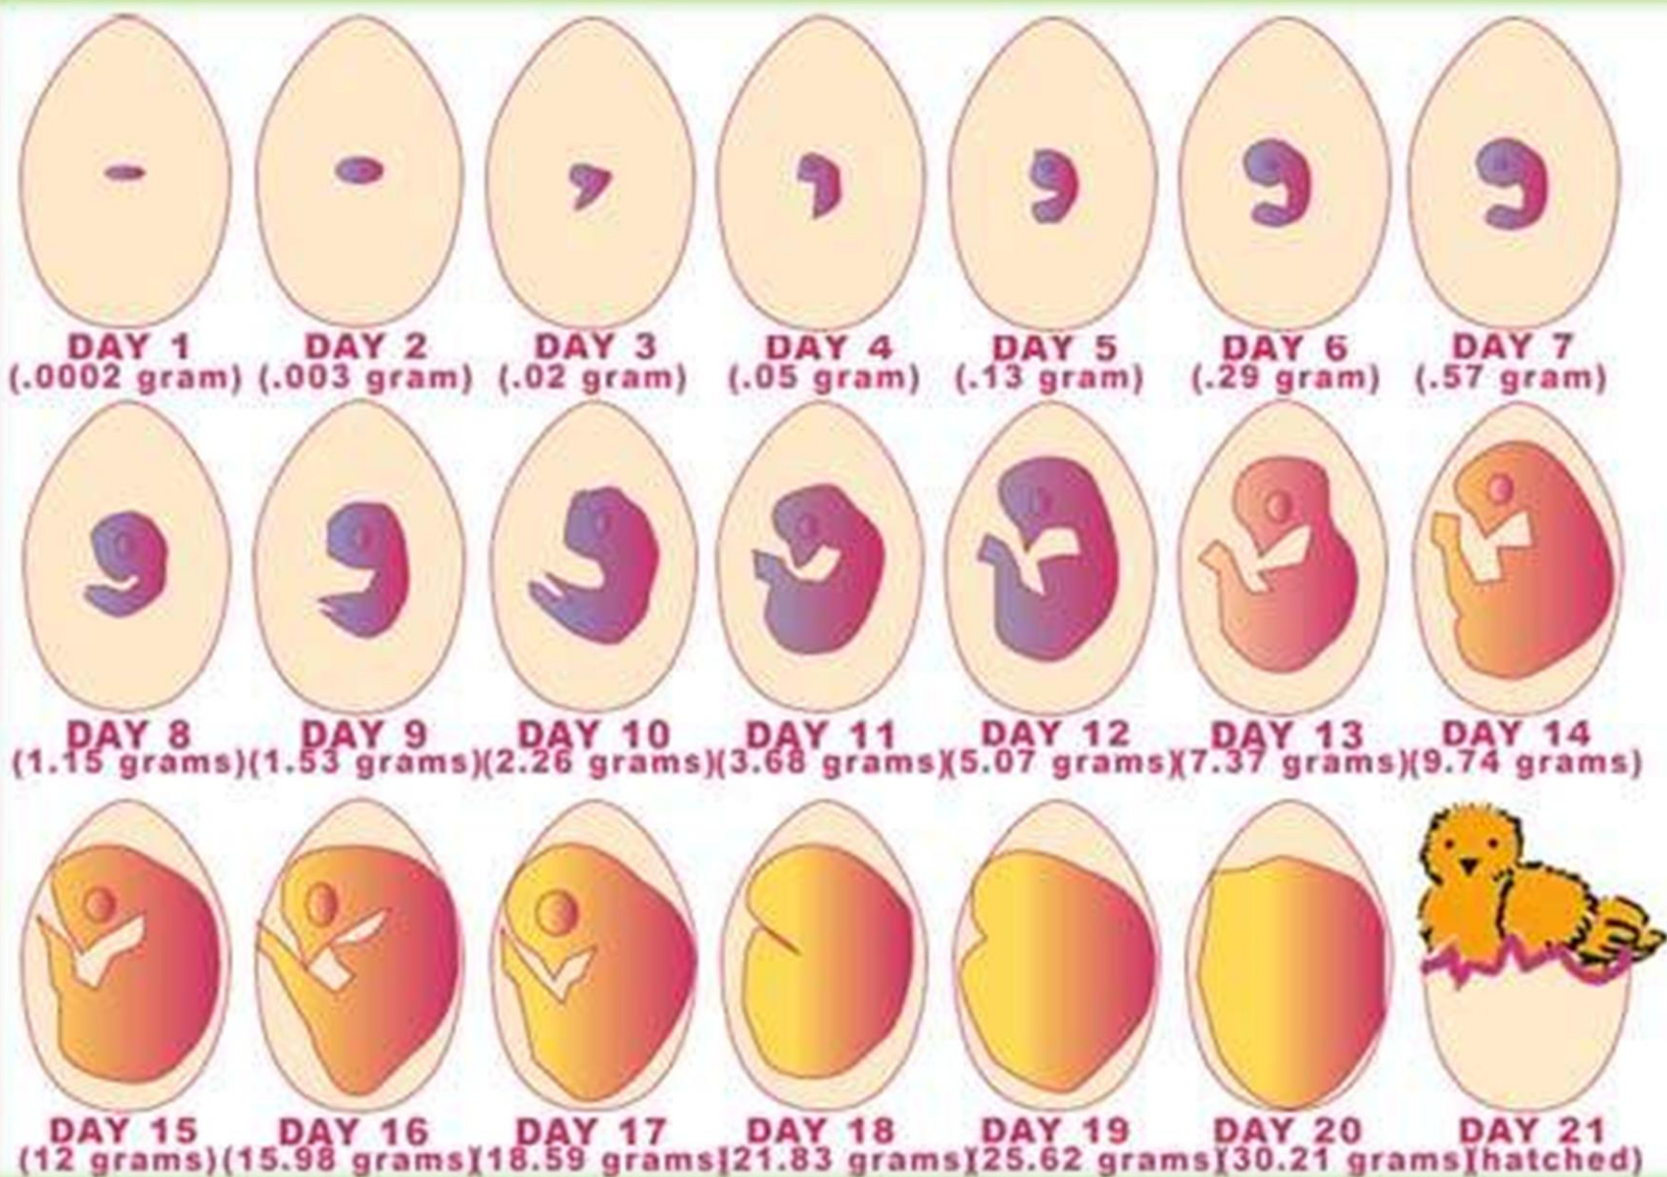 DAY 1 DAY 2 DAY 3 DAY 4 DAY 5 DAY 6 DAY 7
(.0002 gram) (.003 gram) (.02 gram) (.05 gram) (.13 gram) (.29 gram) (.57 gram)
DAY 8 DAY 9 DAY 10 DAY 11 DAY 12 DAY 13 DAY 14
(1.15 grams)(1.53 grams)(2.26 grams)(3.68 grams)(5.07 grams)(7.37 grams)(9.74 grams)
DAY 15 DAY 16 DAY 17 DAY 18 DAY 19 DAY 20 DAY 21
(12 grams)(15.98 grams)(18.59 grams)(21.83 grams)(25.62 grams)(30.21 grams)(hatched)